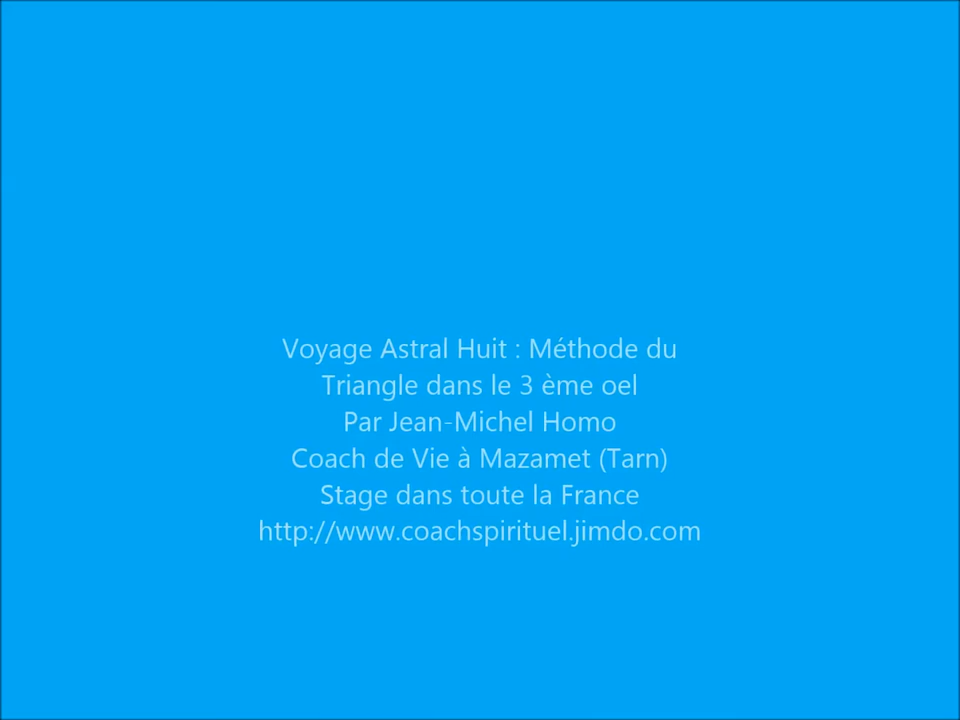 Voyage Astral Huit : Méthode du
Triangle dans le 3 ème oel
Par Jean-Michel Homo
Coach de Vie à Mazamet (Tarn)
Stage dans toute la France
http://www.coachspirituel.jimdo.com